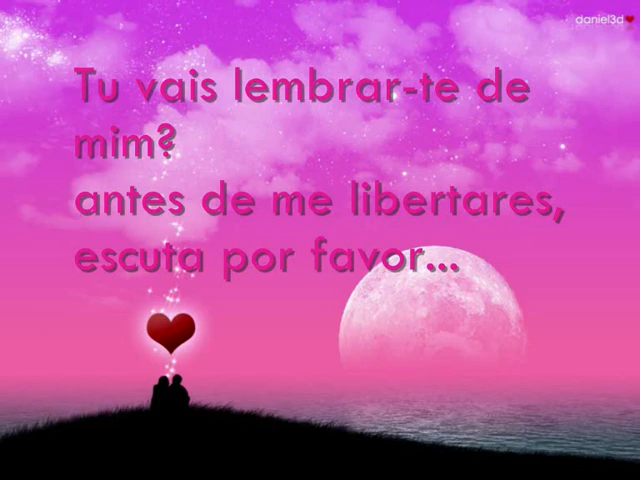 daniel3d
Tu vais lembrar-te de
mim?
antes de me libertares,
escuta por favor...